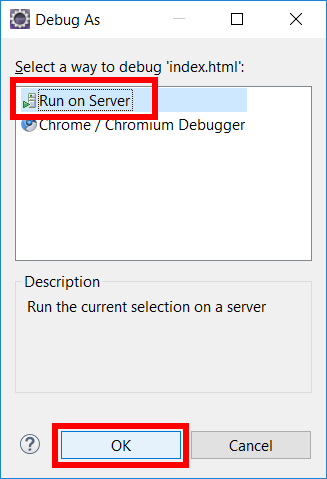 Debug As
Select a way to debug 'index.html':
Run on Server
Chrome / Chromium Debugger
Description
Run the current selection on a server
?
OK
Cancel